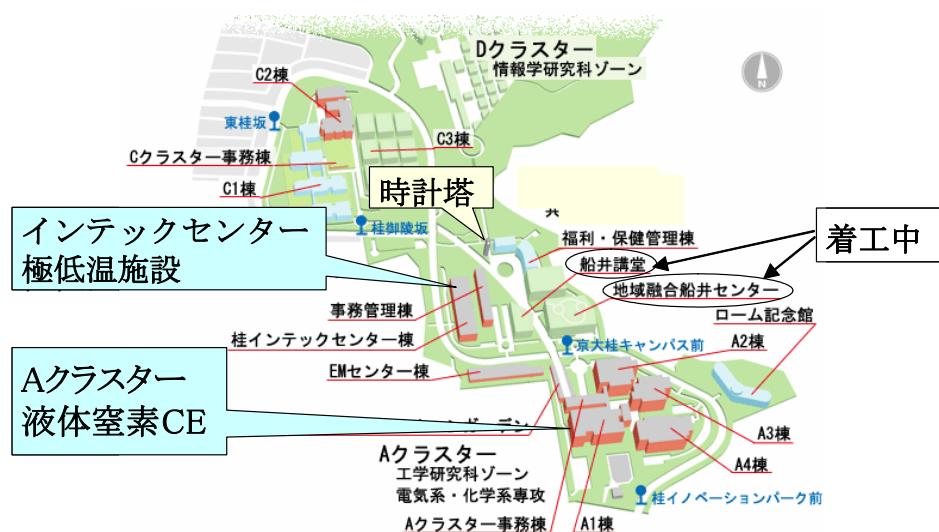 Dクラスター
情報学研究科ゾーン
C2棟
N
東桂坂
C3棟
Cクラスター事務棟
C1棟
時計塔
桂御陵坂
インテックセンター
極低温施設
福利・保健管理棟
着工中
船井講堂
地域融合船井センター
事務管理棟
ローム記念館
桂インテックセンター棟
京大桂キャンパス前
A2棟
EMセンター棟
Aクラスター
液体窒素CE
ガーデン
A3棟
Aクラスター
A4棟
工学研究科ゾーン
電気系・化学系専攻
桂イノベーションパーク前
Aクラスター事務棟
A1棟